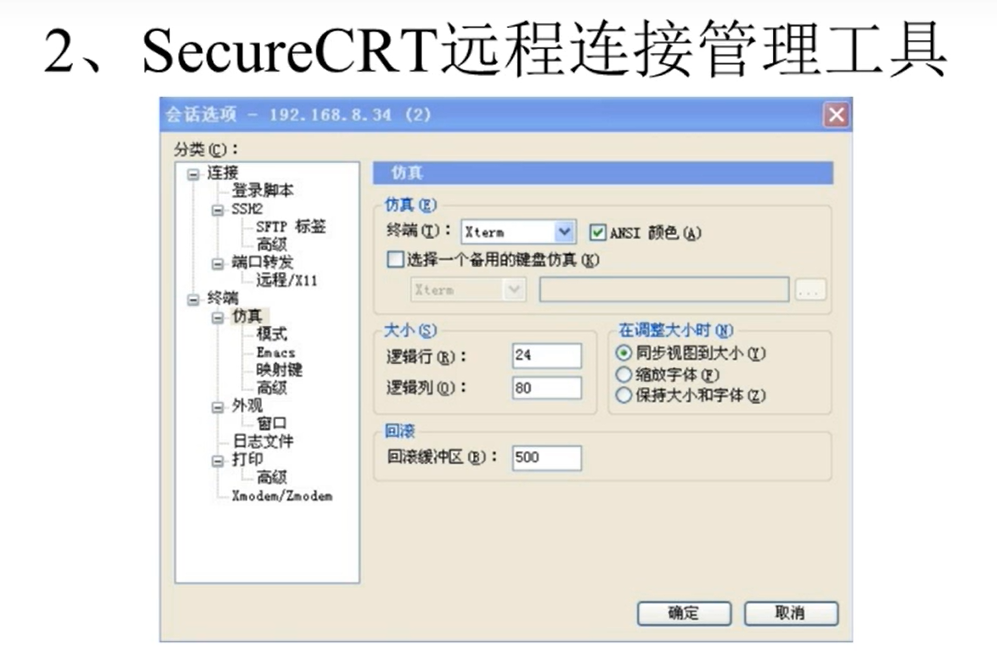 2、SecureCRT远程连接管理工具
会话选项 - 192.168.8.34 (2)
分类(C)：
连接
登录脚本
SSH2
SFTP 标签
高级
端口转发
远程/X11
终端
仿真
模式
Emacs
映射键
高级
外观
窗口
日志文件
打印
高级
Xmodem/Zmodem
仿真
仿真(E)
终端(T)： Xterm ANSI 颜色(A)
选择一个备用的键盘仿真(K)
Xterm ...
大小(S)
逻辑行(R)： 24
逻辑列(O)： 80
在调整大小时(N)
同步视图到大小(Y)
缩放字体(F)
保持大小和字体(Z)
回滚
回滚缓冲区(B)： 500
确定 取消